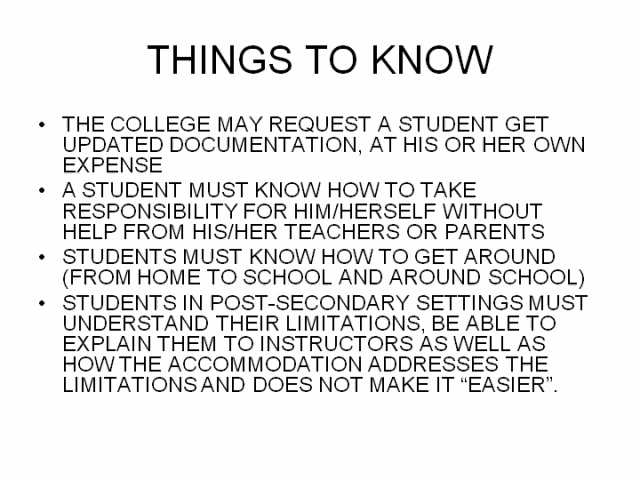 THINGS TO KNOW
• THE COLLEGE MAY REQUEST A STUDENT GET
UPDATED DOCUMENTATION, AT HIS OR HER OWN
EXPENSE
• A STUDENT MUST KNOW HOW TO TAKE
RESPONSIBILITY FOR HIM/HERSELF WITHOUT
HELP FROM HIS/HER TEACHERS OR PARENTS
• STUDENTS MUST KNOW HOW TO GET AROUND
(FROM HOME TO SCHOOL AND AROUND SCHOOL)
• STUDENTS IN POST-SECONDARY SETTINGS MUST
UNDERSTAND THEIR LIMITATIONS, BE ABLE TO
EXPLAIN THEM TO INSTRUCTORS AS WELL AS
HOW THE ACCOMMODATION ADDRESSES THE
LIMITATIONS AND DOES NOT MAKE IT “EASIER”.